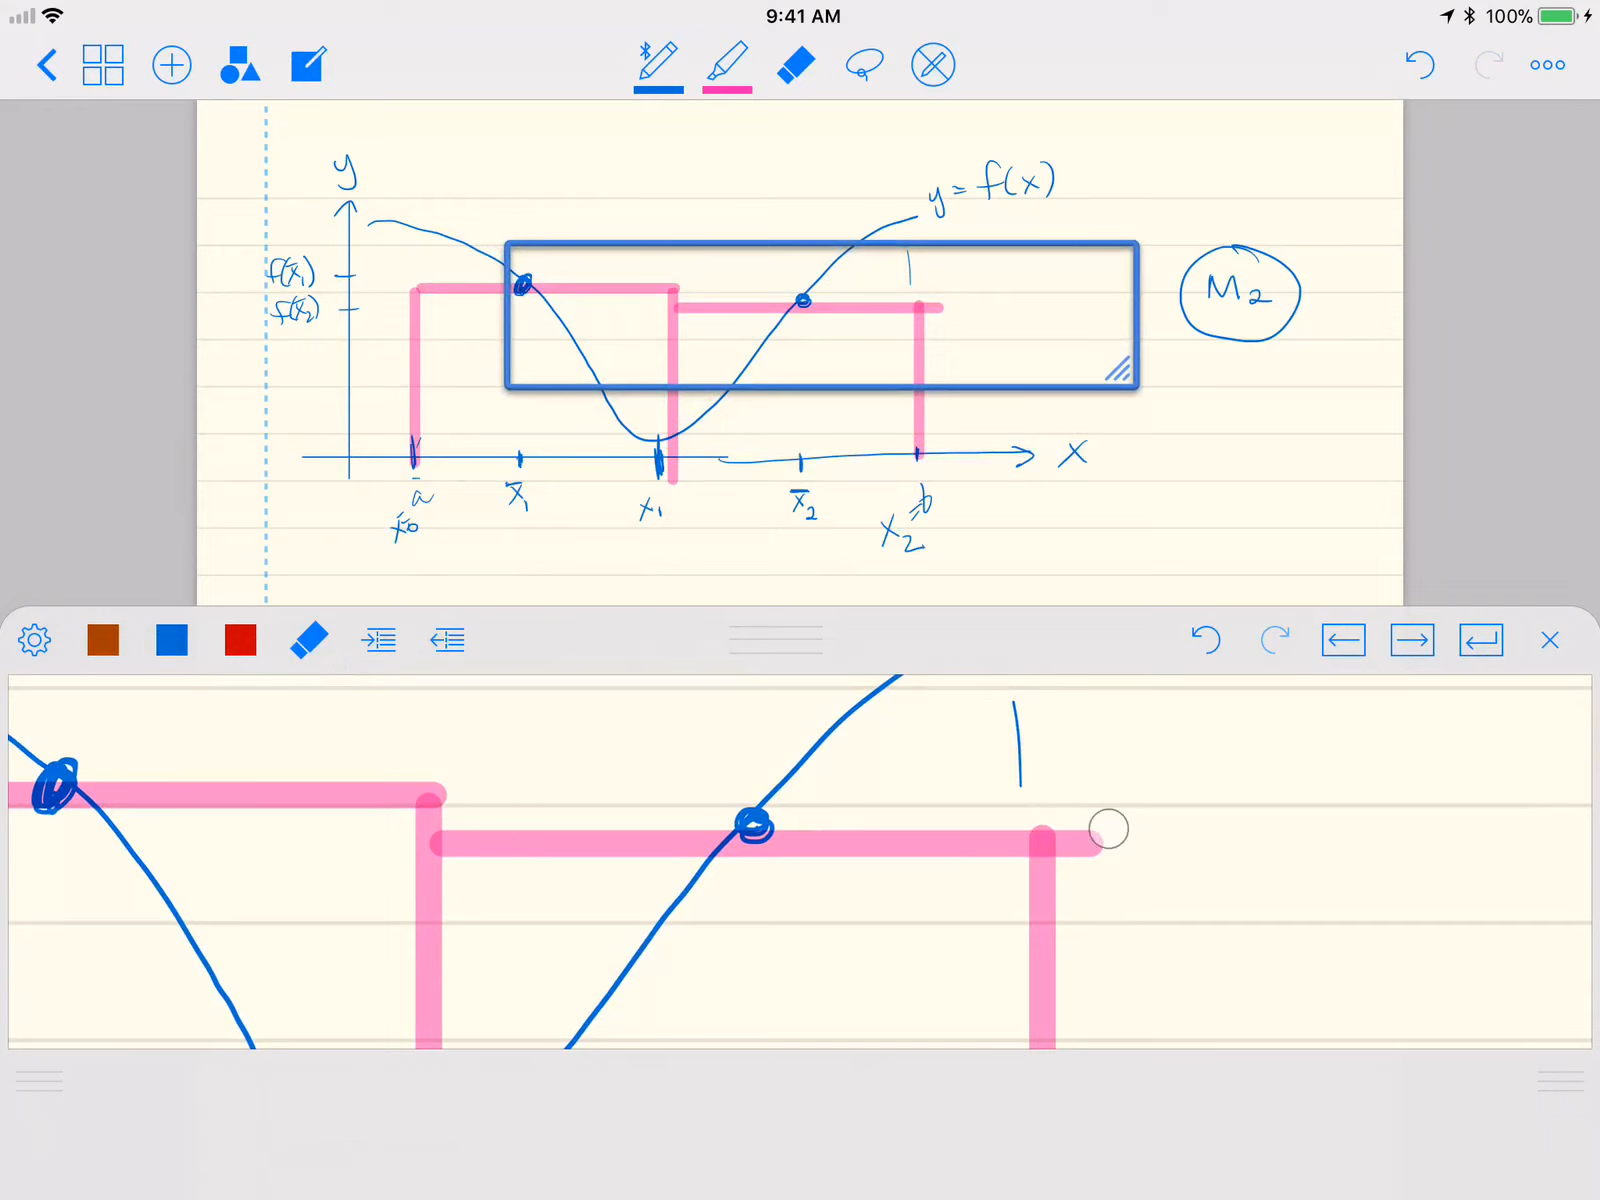 9:41 AM
100%
y
y = f(x)
f(x̄₁)
M₂
f(x̄₂)
x
a
x̄₁
x₁
x̄₂
=b
x₀
x₂